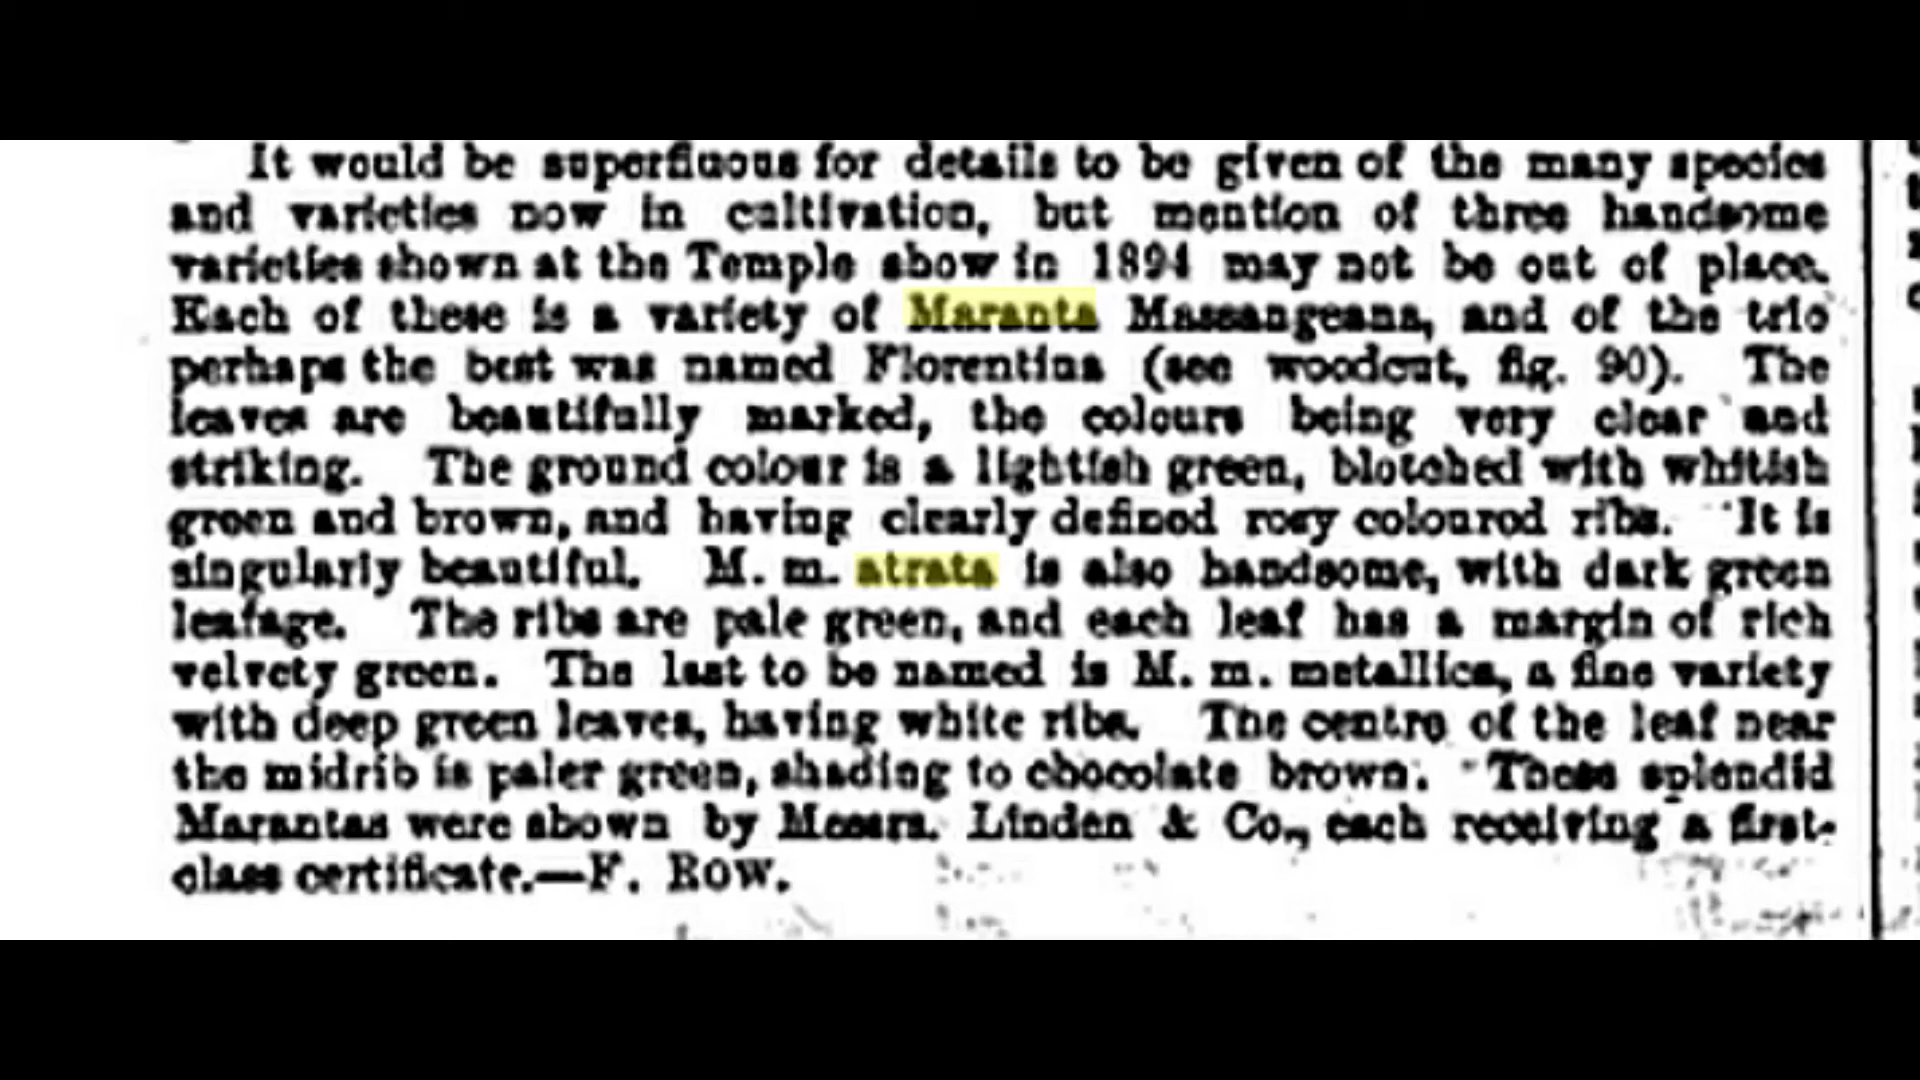 It would be superfluous for details to be given of the many species
and varieties now in cultivation, but mention of three handsome
varieties shown at the Temple show in 1894 may not be out of place.
Each of these is a variety of Maranta Massangeana, and of the trio
perhaps the best was named Florentina (see woodcut, fig. 90). The
leaves are beautifully marked, the colours being very clear and
striking. The ground colour is a lightish green, blotched with whitish
green and brown, and having clearly defined rosy coloured ribs. It is
singularly beautiful. M. m. atrata is also handsome, with dark green
leafage. The ribs are pale green, and each leaf has a margin of rich
velvety green. The last to be named is M. m. metallica, a fine variety
with deep green leaves, having white ribs. The centre of the leaf near
the midrib is paler green, shading to chocolate brown. These splendid
Marantas were shown by Messrs. Linden & Co., each receiving a first-
class certificate.—F. ROW.